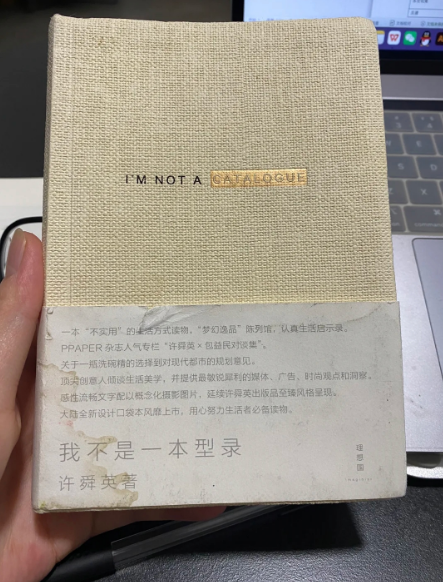 I'M NOT A CATALOGUE
一本“不实用”的生活方式读物，“梦幻逸品”陈列馆，认真生活启示录。
PPAPER 杂志人气专栏“许舜英×包益民对谈集”。
关于一瓶洗碗精的选择到对现代都市的规划意见。
顶尖创意人倾谈生活美学，并提供最敏锐犀利的媒体、广告，时尚观点和洞察。
感性流畅文字配以概念化摄影图片，延续许舜英出版品至臻风格呈现。
大陆全新设计口袋本风靡上市，用心努力生活者必备读物。
我不是一本型录
许舜英著
理想国